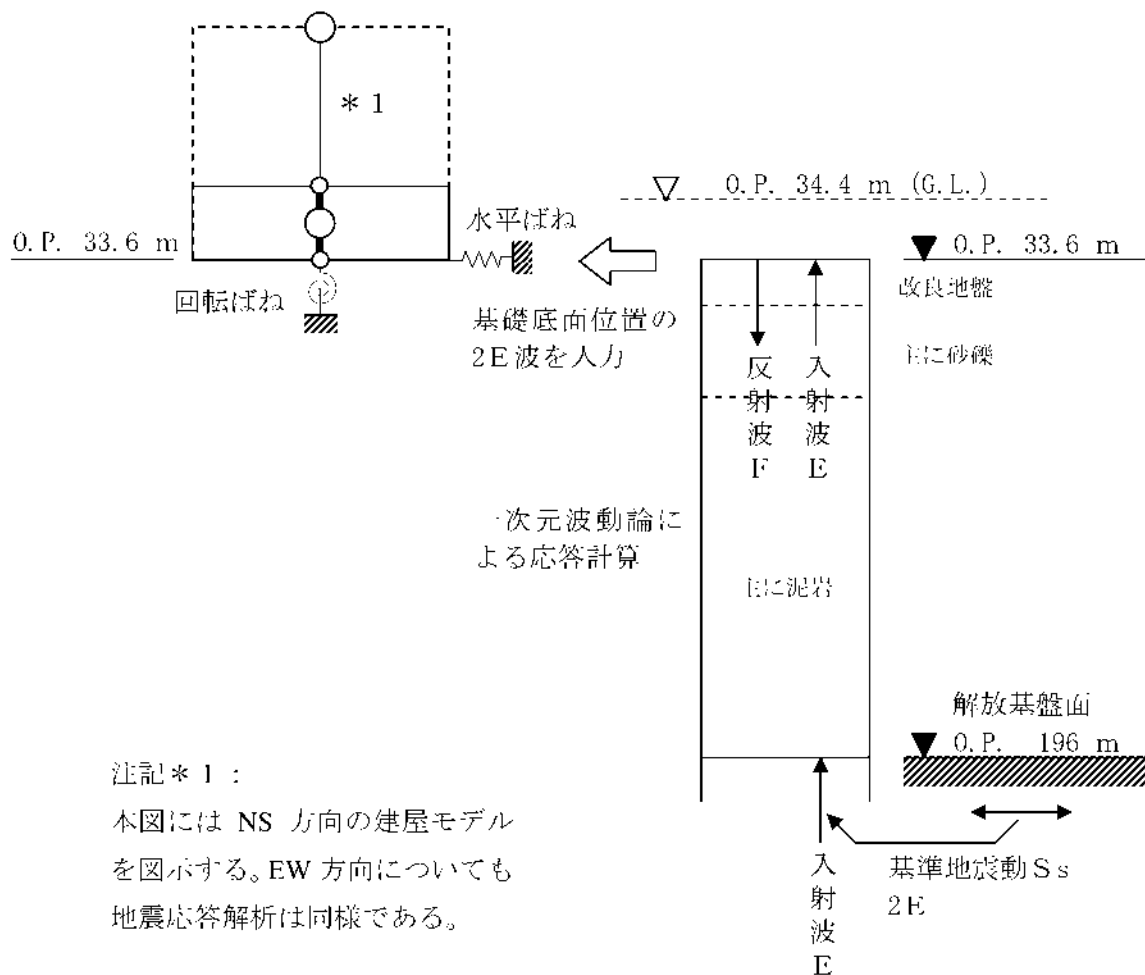 *1
O.P. 34.4 m (G.L.)
水平ばね
O.P. 33.6 m
O.P. 33.6 m
回転ばね
改良地盤
基礎底面位置の
2E波を入力
主に砂礫
反射波F
入射波E
一次元波動論に
よる応答計算
主に泥岩
解放基盤面
O.P. 196 m
注記*1:
本図には NS 方向の建屋モデル
を図示する。EW 方向についても
地震応答解析は同様である。
入射波E
基準地震動Ss
2E